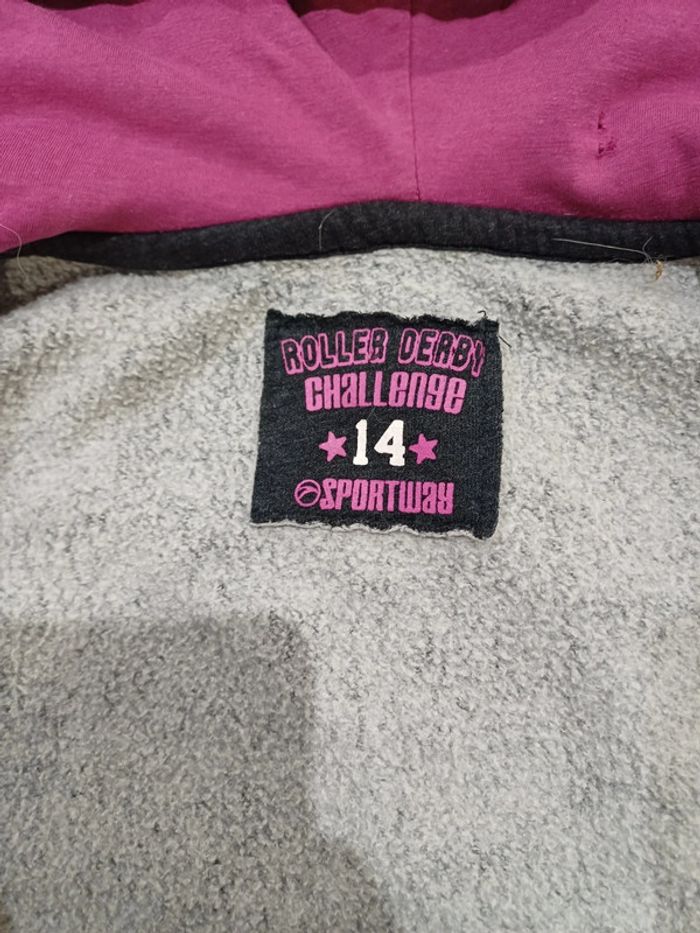 ROLLER DERBY
CHALLENGE
14
SPORTWAY